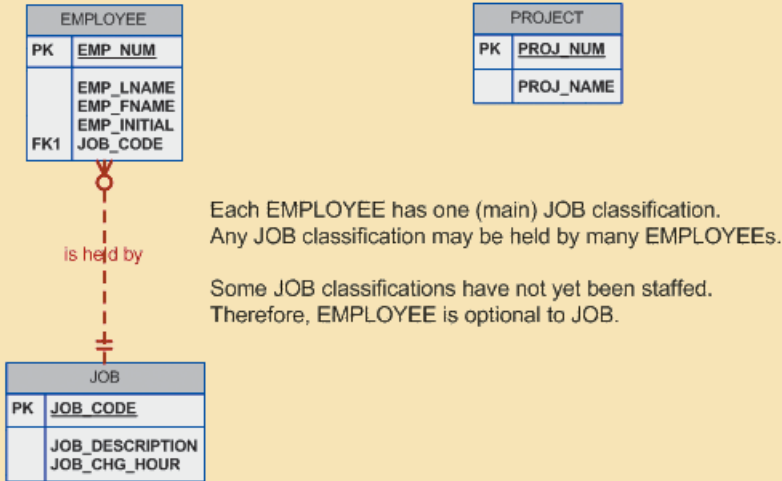 EMPLOYEE
PK EMP_NUM
EMP_LNAME
EMP_FNAME
EMP_INITIAL
FK1 JOB_CODE
PROJECT
PK PROJ_NUM
PROJ_NAME
Each EMPLOYEE has one (main) JOB classification.
Any JOB classification may be held by many EMPLOYEEs.
is held by
Some JOB classifications have not yet been staffed.
Therefore, EMPLOYEE is optional to JOB.
JOB
PK JOB_CODE
JOB_DESCRIPTION
JOB_CHG_HOUR